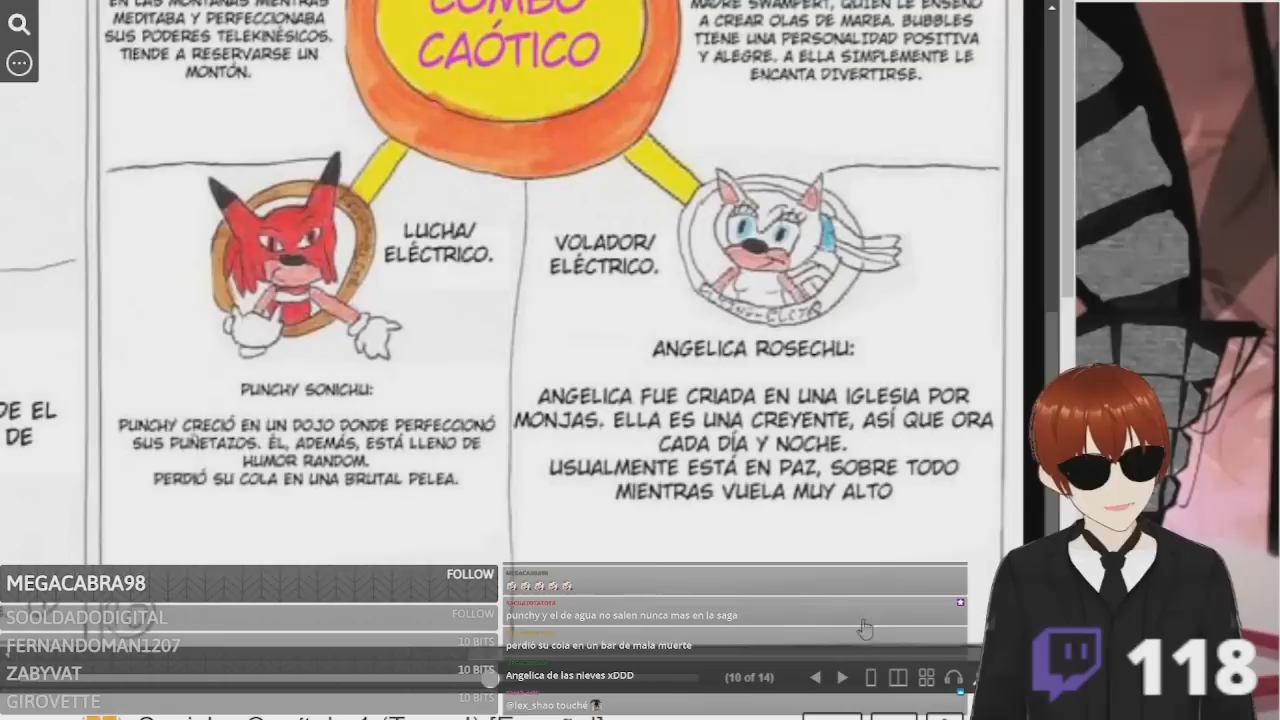 EN LAS MONTAÑAS MIENTRAS
MEDITABA Y PERFECCIONABA
SUS PODERES TELEKINÉSICOS.
TIENDE A RESERVARSE UN
MONTÓN.
COMBO
CAÓTICO
MADRE SWAMPERT, QUIEN LE ENSEÑÓ
A CREAR OLAS DE MAREA. BUBBLES
TIENE UNA PERSONALIDAD POSITIVA
Y ALEGRE. A ELLA SIMPLEMENTE LE
ENCANTA DIVERTIRSE.
LUCHA/
ELÉCTRICO.
VOLADOR/
ELÉCTRICO.
DE EL
DE
PUNCHY SONICHU:
PUNCHY CRECIÓ EN UN DOJO DONDE PERFECCIONÓ
SUS PUÑETAZOS. ÉL, ADEMÁS, ESTÁ LLENO DE
HUMOR RANDOM.
PERDIÓ SU COLA EN UNA BRUTAL PELEA.
ANGELICA ROSECHU:
ANGELICA FUE CRIADA EN UNA IGLESIA POR
MONJAS. ELLA ES UNA CREYENTE, ASÍ QUE ORA
CADA DÍA Y NOCHE.
USUALMENTE ESTÁ EN PAZ, SOBRE TODO
MIENTRAS VUELA MUY ALTO
MEGACABRA98 FOLLOW
SOOLDADODIGITAL FOLLOW
FERNANDOMAN1207 10 BITS
ZABYVAT 10 BITS
GIROVETTE 10 BITS
MEGACABRA98
punchy y el de agua no salen nunca mas en la saga
perdio su cola en un bar de mala muerte
Angelica de las nieves xDDD
@lex_shao touché
(10 of 14)
118